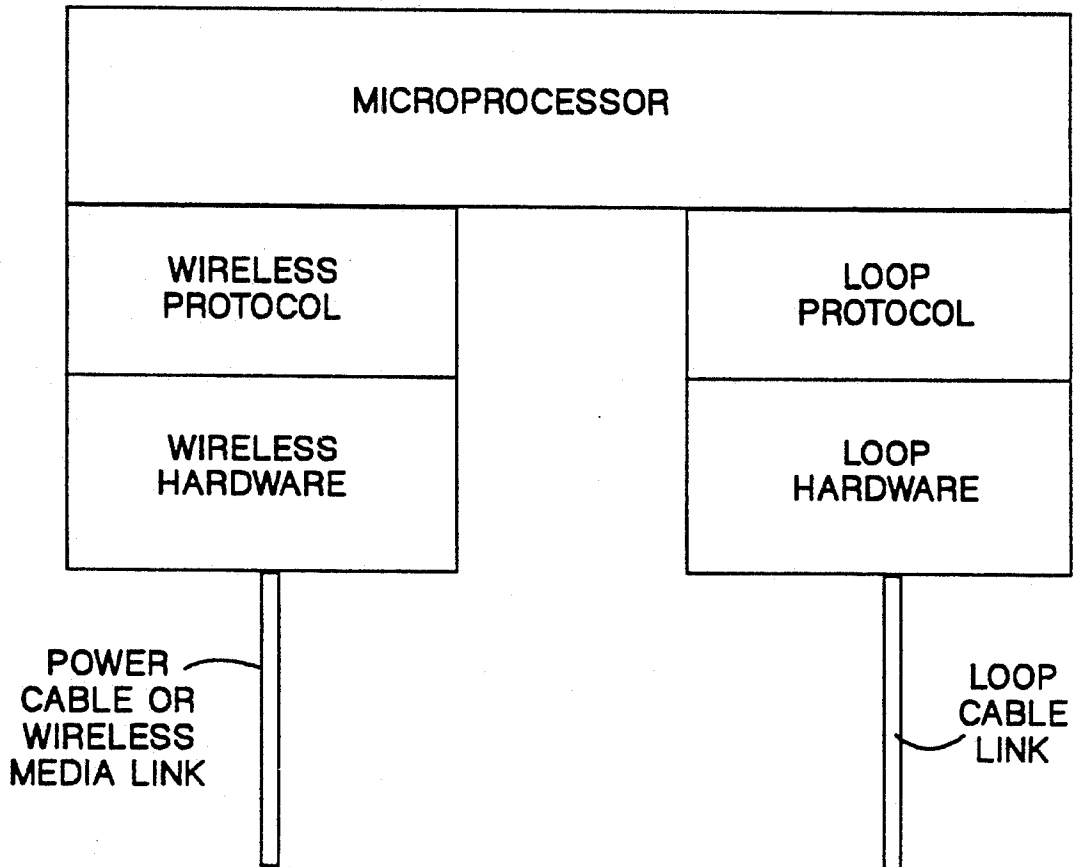 MICROPROCESSOR
WIRELESS
PROTOCOL
LOOP
PROTOCOL
WIRELESS
HARDWARE
LOOP
HARDWARE
POWER
CABLE OR
WIRELESS
MEDIA LINK
LOOP
CABLE
LINK